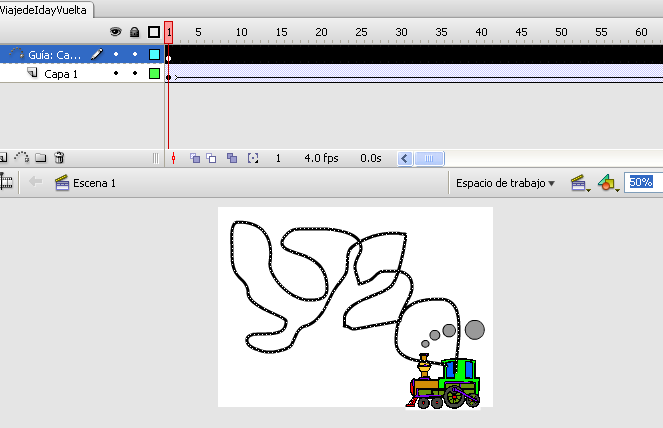 ViajedeIdayVuelta
1 5 10 15 20 25 30 35 40 45 50 55 60
Guía: Ca...
Capa 1
1 4.0 fps 0.0s
Escena 1 Espacio de trabajo 50%